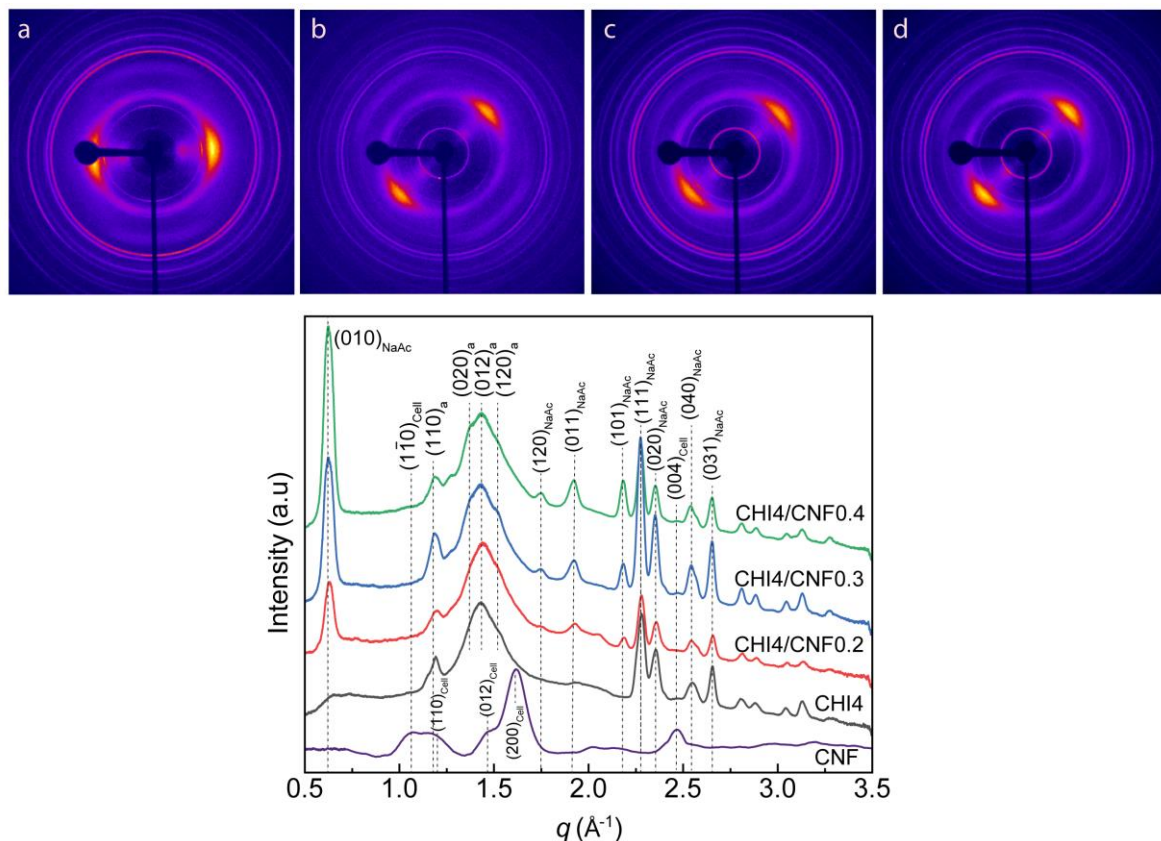 a
b
c
d
(010)NaAc
(11̅0)Cell
(110)a
(020)a
(012)a
(120)a
(120)NaAc
(011)NaAc
(101)NaAc
(111)NaAc
(020)NaAc
(004)Cell
(040)NaAc
(031)NaAc
CHI4/CNF0.4
CHI4/CNF0.3
CHI4/CNF0.2
CHI4
CNF
(110)Cell
(012)Cell
(200)Cell
Intensity (a.u)
0.5 1.0 1.5 2.0 2.5 3.0 3.5
q (Å-1)